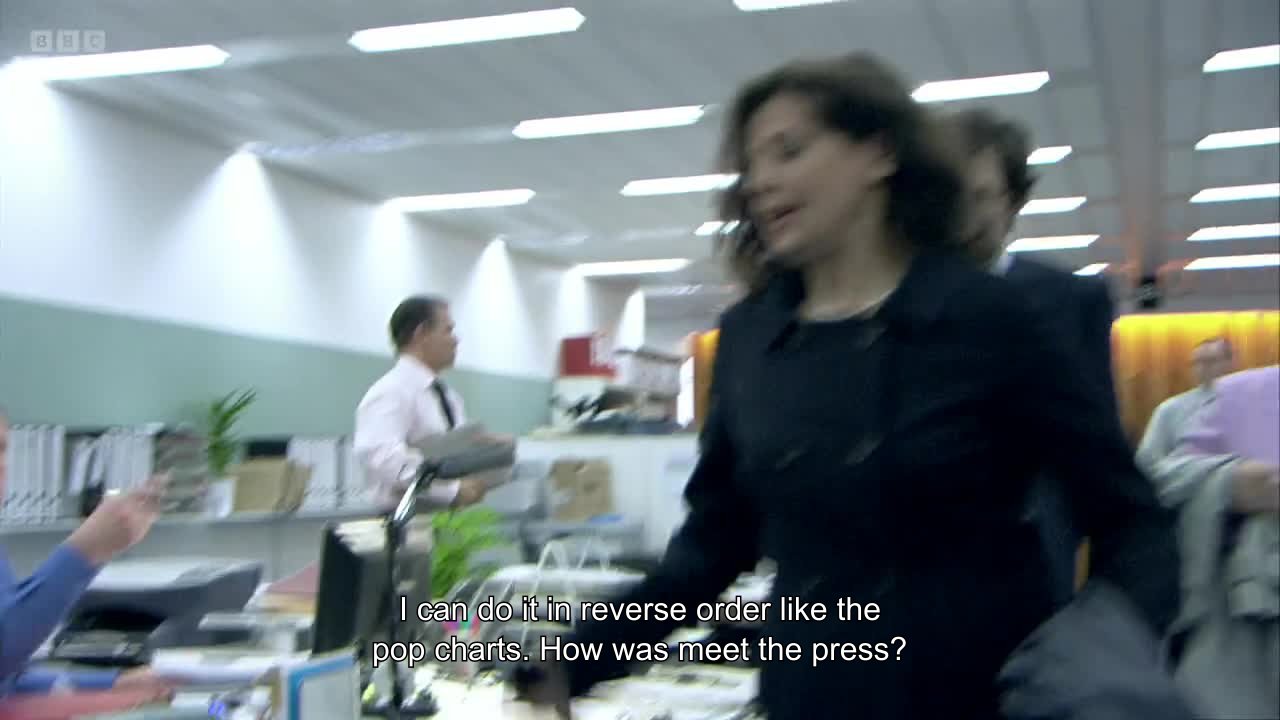 BBC
I can do it in reverse order like the
pop charts. How was meet the press?